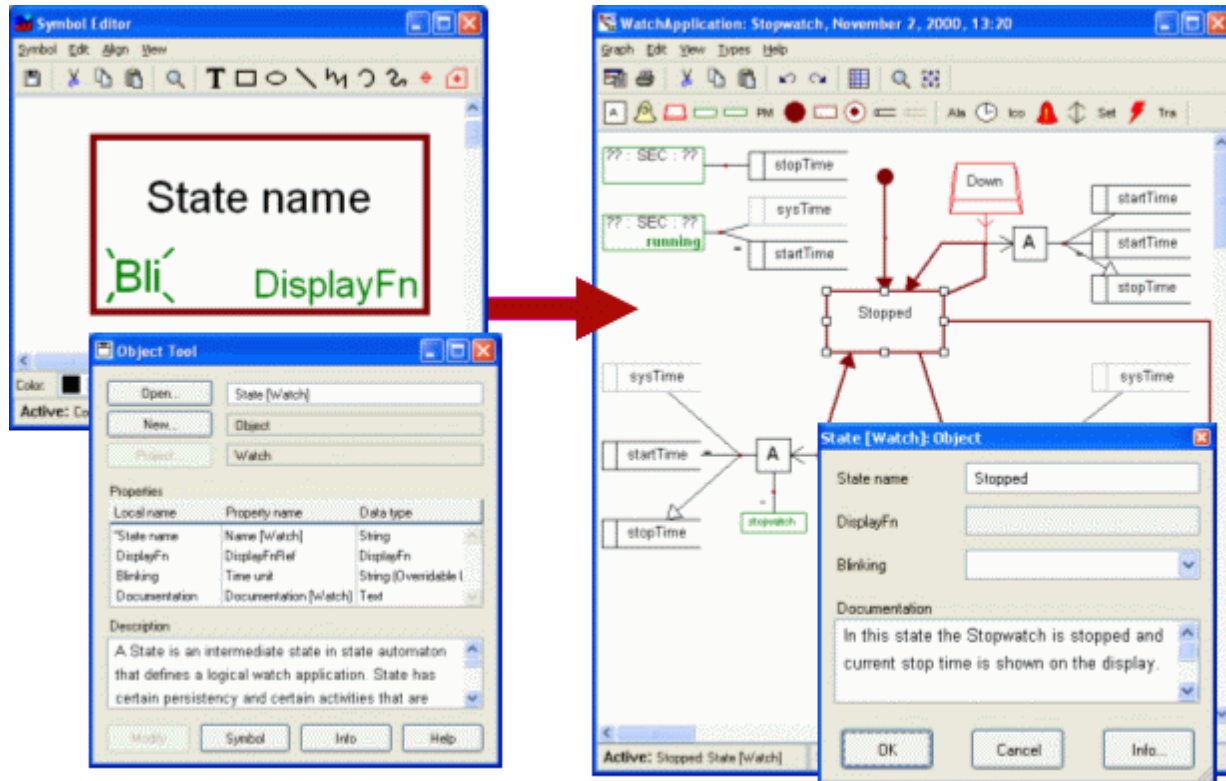 Symbol Editor
Symbol Edit Align View
T
State name
Bli
DisplayFn
Color:
Active: Co
Object Tool
Open... State [Watch]
New... Object
Project Watch
Properties
Local name Property name Data type
*State name Name [Watch] String
DisplayFn DisplayFnRef DisplayFn
Blinking Time unit String (Overridable L
Documentation Documentation [Watch] Text
Description
A State is an intermediate state in state automaton
that defines a logical watch application. State has
certain persistency and certain activities that are
Modify Symbol Info Help
WatchApplication: Stopwatch, November 2, 2000, 13:20
Graph Edit View Types Help
A PM Ala Ico Set Tra
?? : SEC : ??
stopTime
Down
sysTime
startTime
?? : SEC : ??
running
startTime
A
startTime
stopTime
Stopped
sysTime
sysTime
startTime
A
stopwatch
stopTime
Active: Stopped: State [Watch]
State [Watch]: Object
State name Stopped
DisplayFn
Blinking
Documentation
In this state the Stopwatch is stopped and
current stop time is shown on the display.
OK Cancel Info...